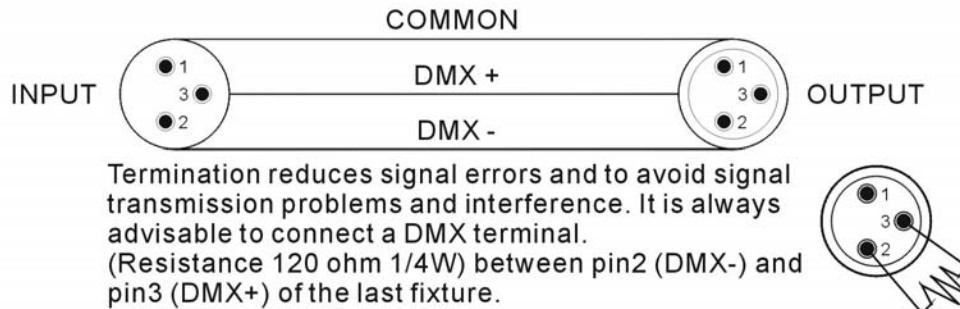 COMMON
INPUT
1
3
2
DMX +
1
3
2
OUTPUT
DMX -
Termination reduces signal errors and to avoid signal
transmission problems and interference. It is always
advisable to connect a DMX terminal.
(Resistance 120 ohm 1/4W) between pin2 (DMX-) and
pin3 (DMX+) of the last fixture.
1
3
2